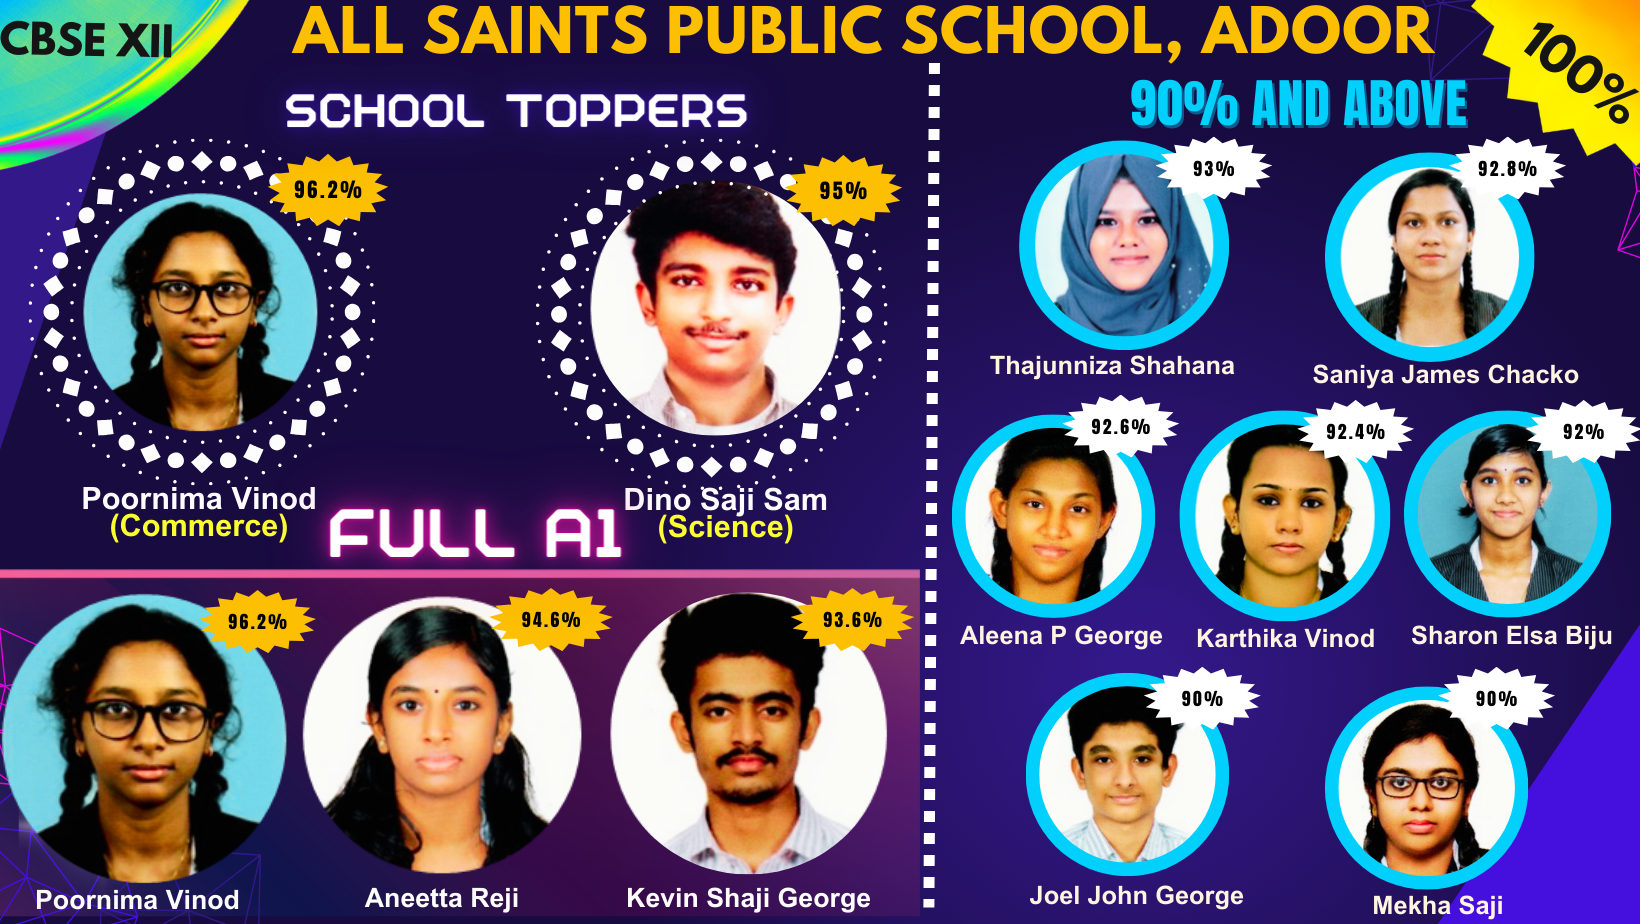 CBSE XII
ALL SAINTS PUBLIC SCHOOL, ADOOR
100%
SCHOOL TOPPERS
96.2%
95%
Poornima Vinod
(Commerce)
Dino Saji Sam
(Science)
FULL A1
96.2%
94.6%
93.6%
Poornima Vinod
Aneetta Reji
Kevin Shaji George
90% AND ABOVE
93%
92.8%
Thajunniza Shahana
Saniya James Chacko
92.6%
92.4%
92%
Aleena P George
Karthika Vinod
Sharon Elsa Biju
90%
90%
Joel John George
Mekha Saji